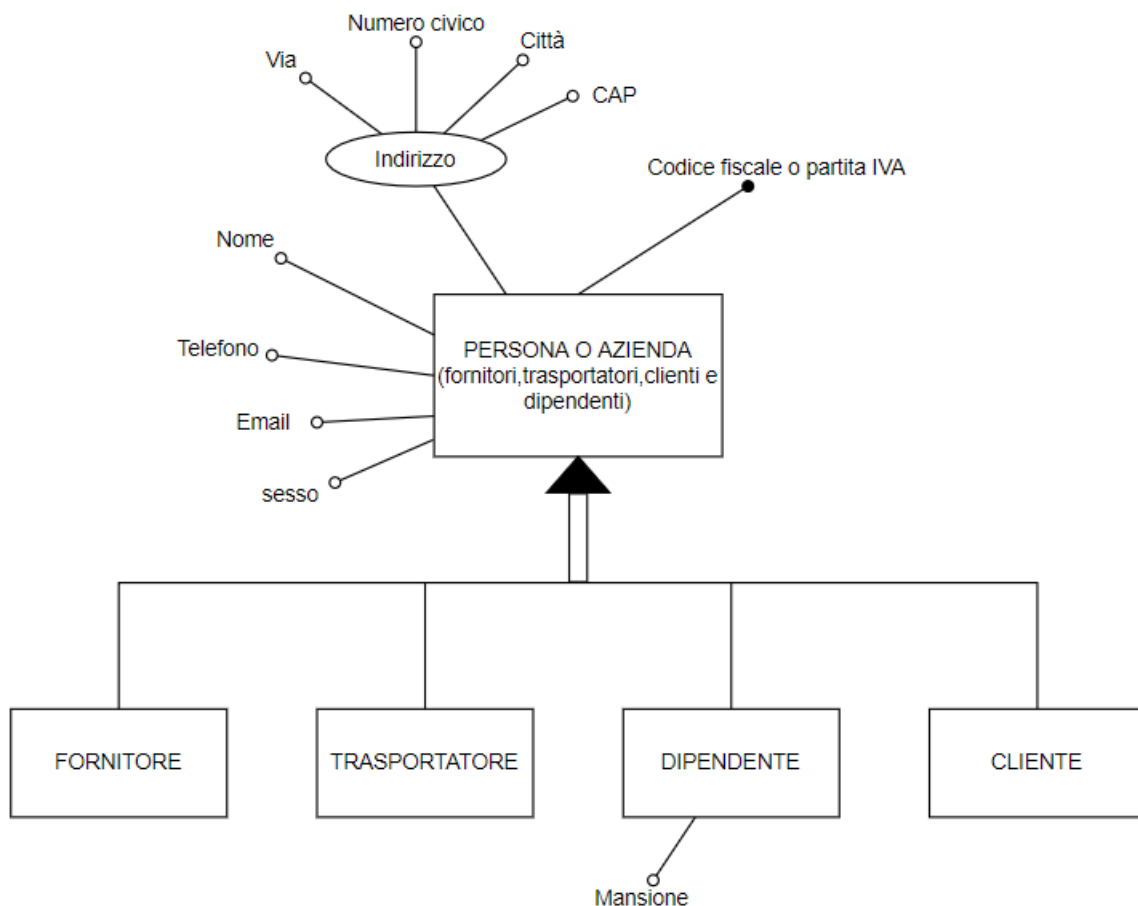 Numero civico
Via
Città
CAP
Indirizzo
Codice fiscale o partita IVA
Nome
Telefono
Email
sesso
PERSONA O AZIENDA
(fornitori,trasportatori,clienti e
dipendenti)
FORNITORE
TRASPORTATORE
DIPENDENTE
CLIENTE
Mansione